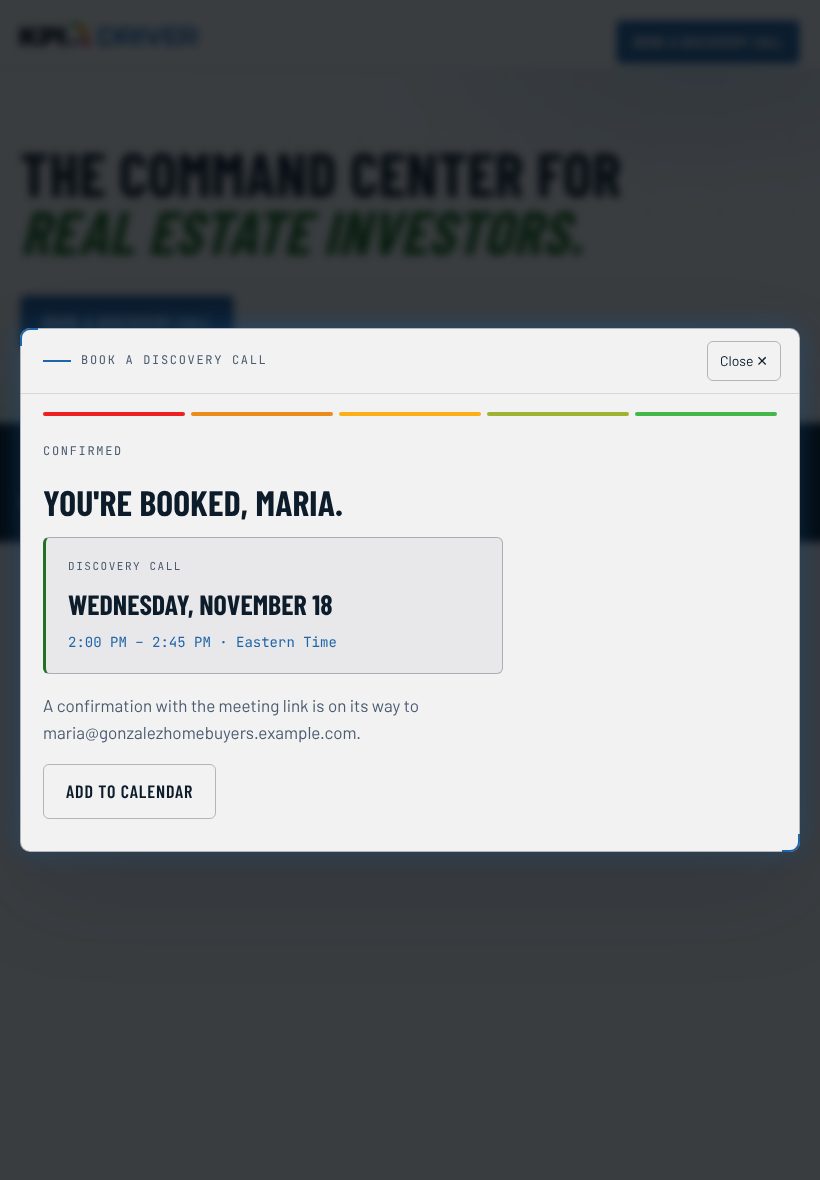 KPI DRIVER
THE COMMAND CENTER FOR
REAL ESTATE INVESTORS.
BOOK A DISCOVERY CALL
Close ✕
CONFIRMED
YOU'RE BOOKED, MARIA.
DISCOVERY CALL
WEDNESDAY, NOVEMBER 18
2:00 PM – 2:45 PM · Eastern Time
A confirmation with the meeting link is on its way to
maria@gonzalezhomebuyers.example.com.
ADD TO CALENDAR